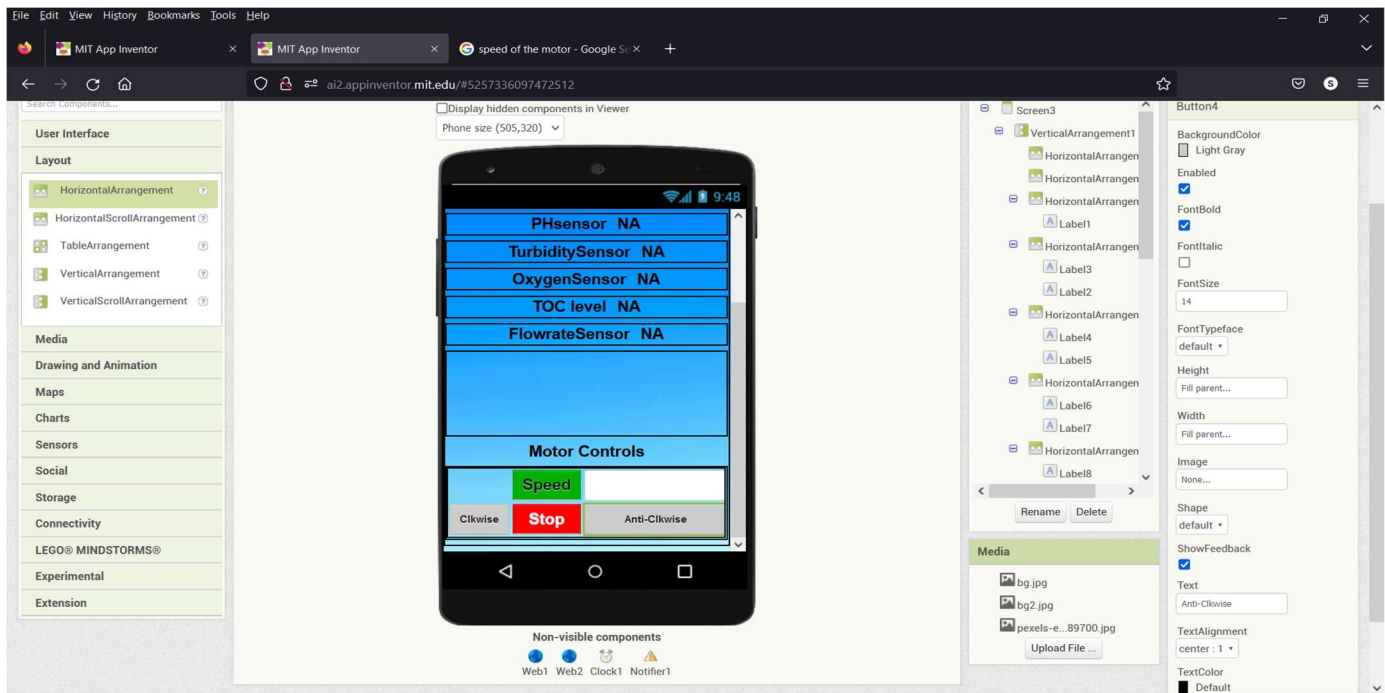 File Edit View History Bookmarks Tools Help
MIT App Inventor
MIT App Inventor
speed of the motor - Google Se
ai2.appinventor.mit.edu/#5257336097472512
S
Search Components...
User Interface
Layout
HorizontalArrangement
HorizontalScrollArrangement
TableArrangement
VerticalArrangement
VerticalScrollArrangement
Media
Drawing and Animation
Maps
Charts
Sensors
Social
Storage
Connectivity
LEGO® MINDSTORMS®
Experimental
Extension
Display hidden components in Viewer
Phone size (505,320)
9:48
PHsensor NA
TurbiditySensor NA
OxygenSensor NA
TOC level NA
FlowrateSensor NA
Motor Controls
Speed
Clkwise Stop Anti-Clkwise
Non-visible components
Web1 Web2 Clock1 Notifier1
Screen3
VerticalArrangement1
HorizontalArrangen
HorizontalArrangen
HorizontalArrangen
Label1
HorizontalArrangen
Label3
Label2
HorizontalArrangen
Label4
Label5
HorizontalArrangen
Label6
Label7
HorizontalArrangen
Label8
Rename Delete
Media
bg.jpg
bg2.jpg
pexels-e...89700.jpg
Upload File ...
Button4
BackgroundColor
Light Gray
Enabled
FontBold
FontItalic
FontSize
14
FontTypeface
default
Height
Fill parent...
Width
Fill parent...
Image
None...
Shape
default
ShowFeedback
Text
Anti-Clkwise
TextAlignment
center : 1
TextColor
Default